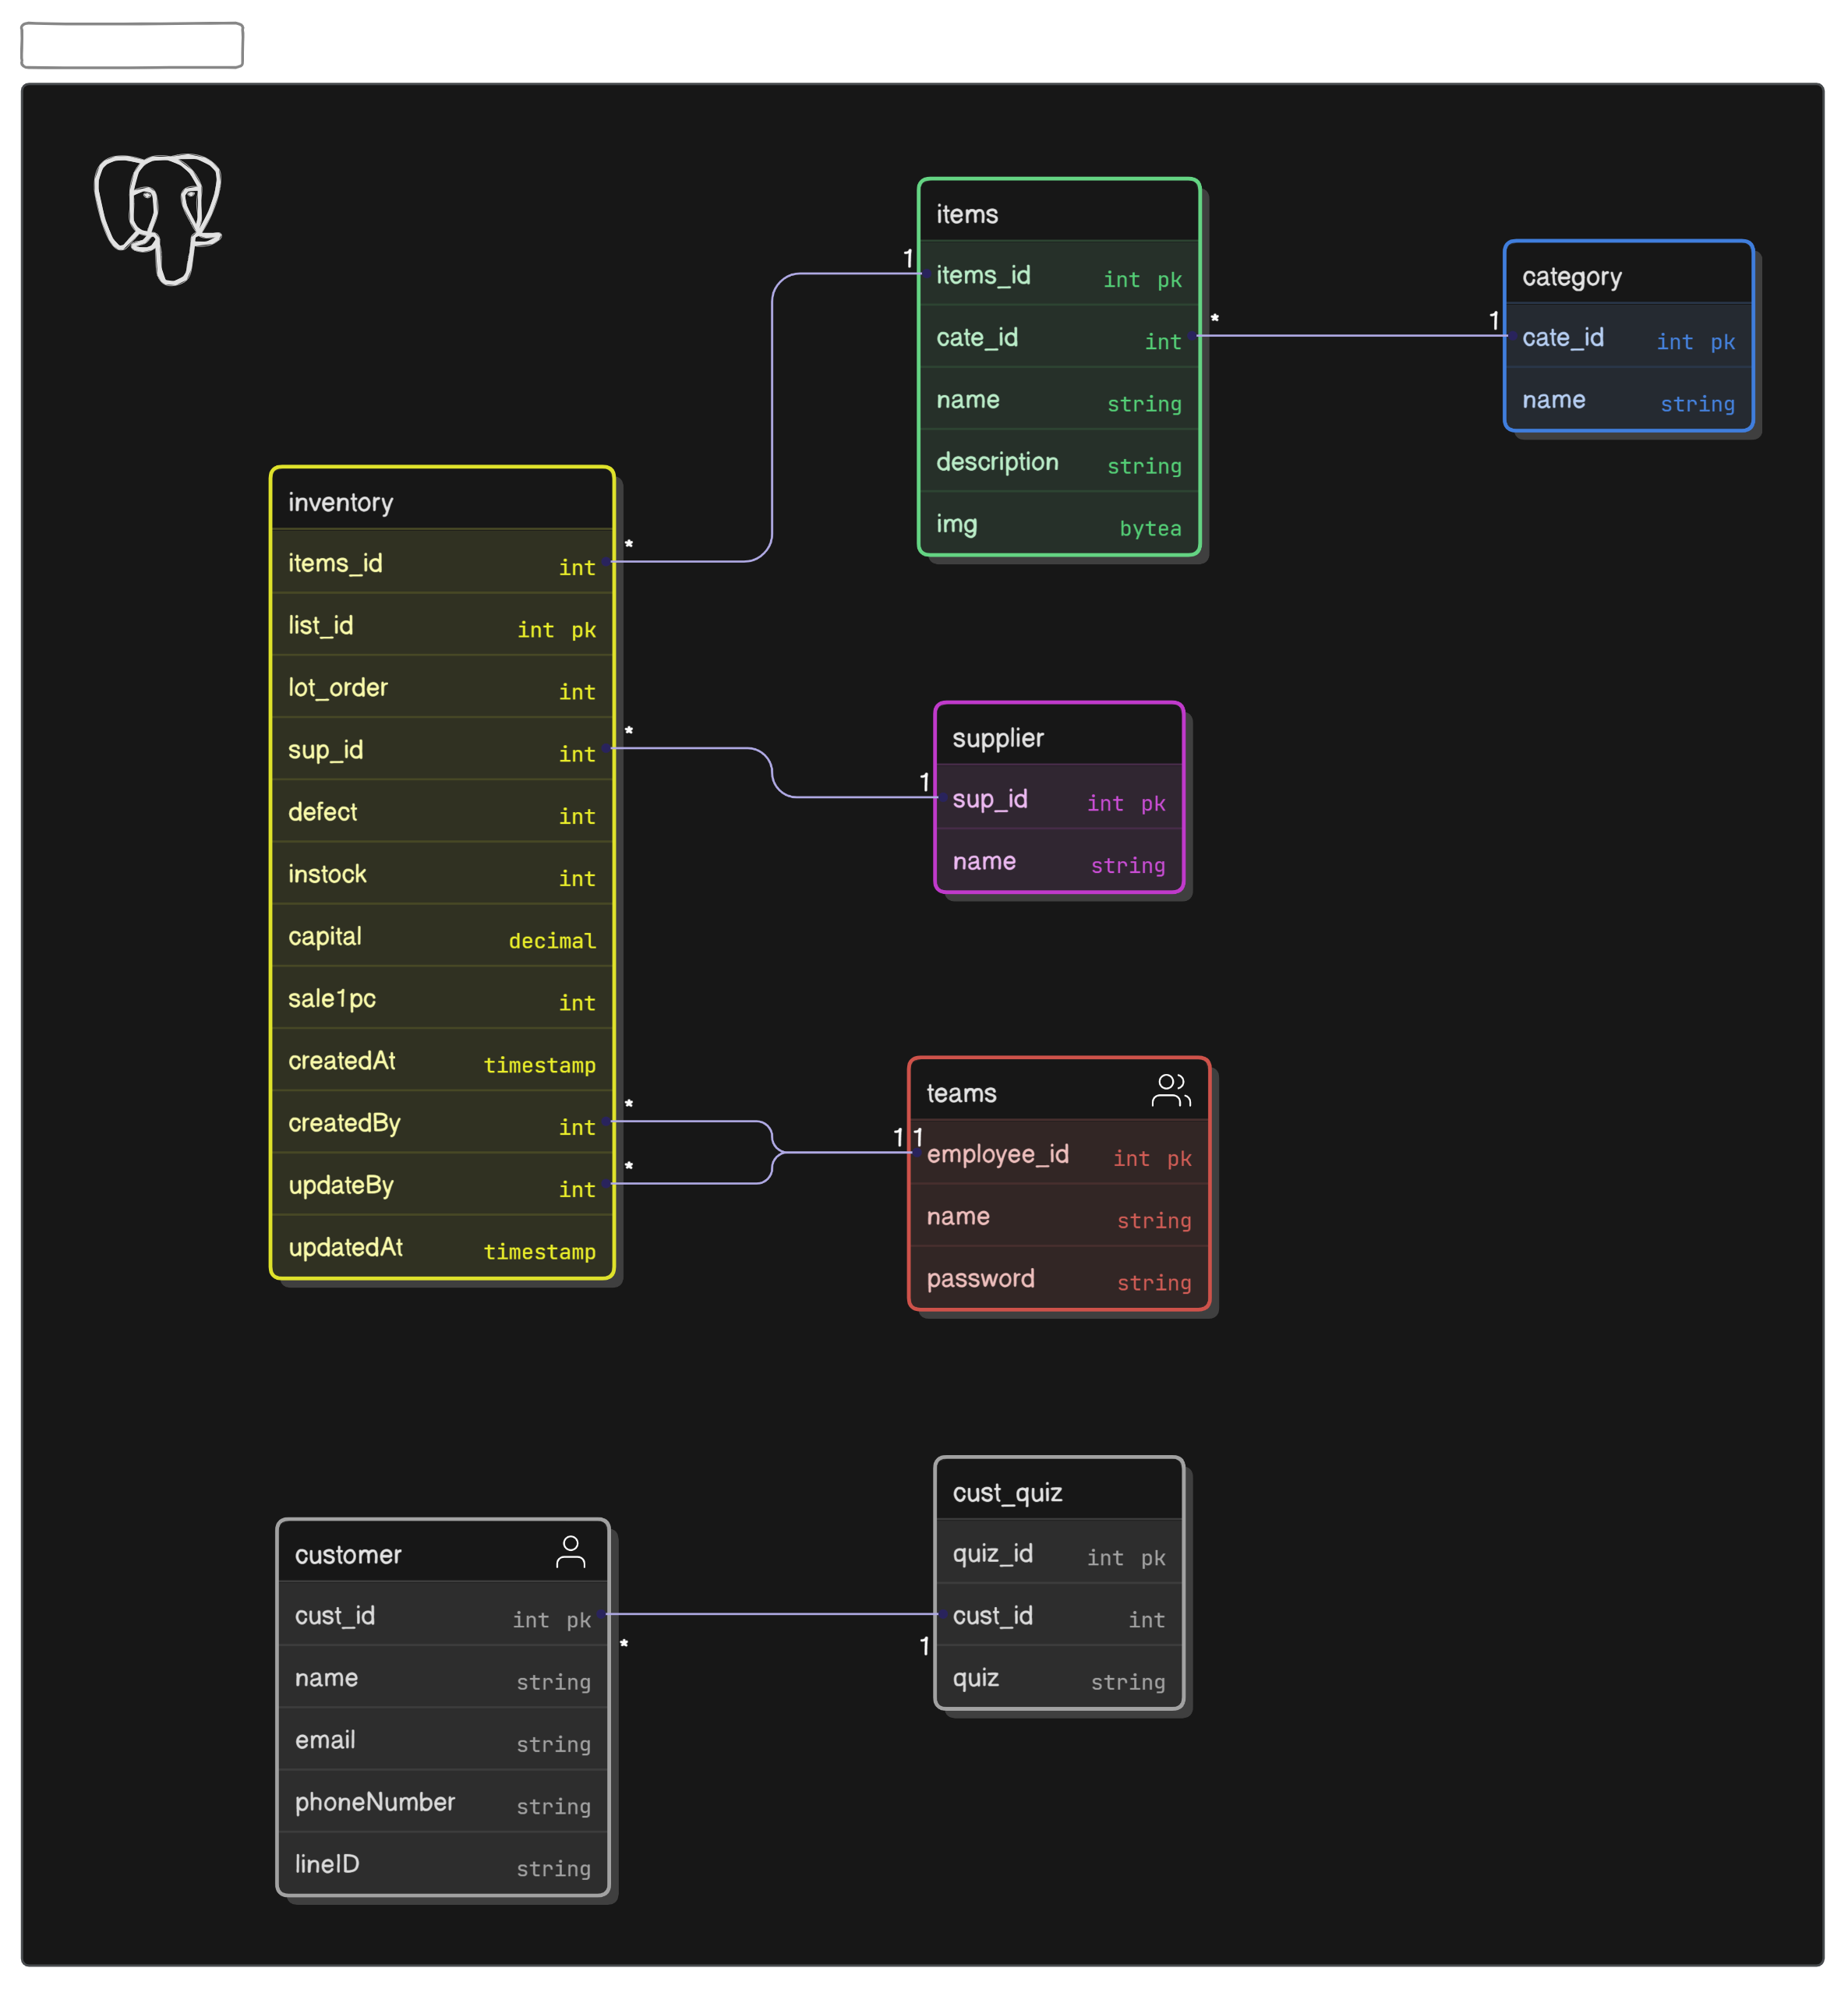 items
1
items_id int pk
cate_id int
name string
description string
img bytea
category
* 1
cate_id int pk
name string
inventory
*
items_id int
list_id int pk
lot_order int
*
sup_id int
defect int
instock int
capital decimal
sale1pc int
createdAt timestamp
*
createdBy int
*
updateBy int
updatedAt timestamp
supplier
1
sup_id int pk
name string
teams
1 1
employee_id int pk
name string
password string
customer
cust_id int pk
*
name string
email string
phoneNumber string
lineID string
cust_quiz
quiz_id int pk
cust_id int
1
quiz string